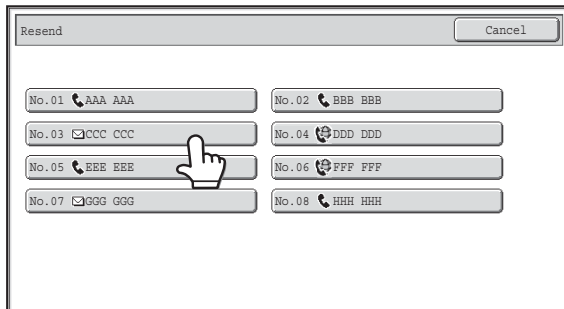 Resend Cancel
No.01 AAA AAA No.02 BBB BBB
No.03 CCC CCC No.04 DDD DDD
No.05 EEE EEE No.06 FFF FFF
No.07 GGG GGG No.08 HHH HHH